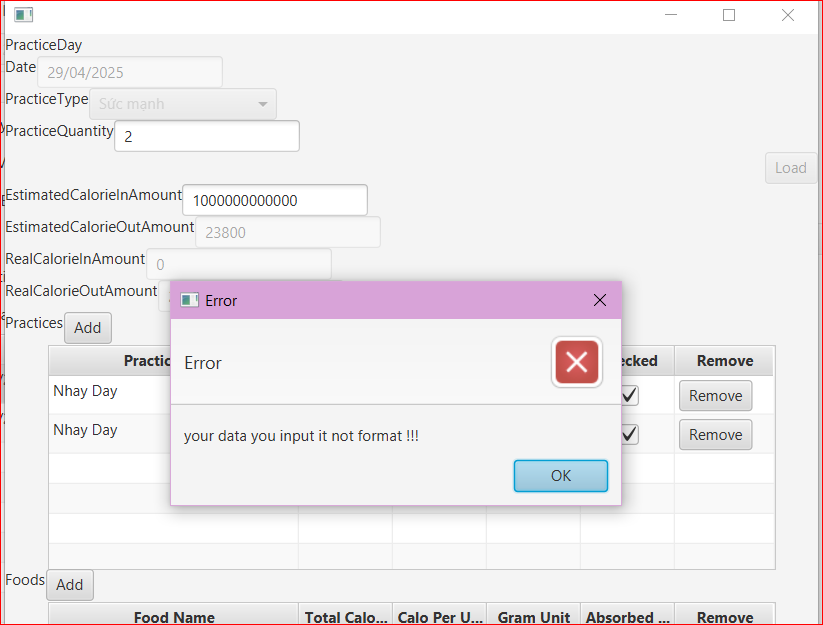 PracticeDay
Date 29/04/2025
PracticeType Sức mạnh
PracticeQuantity 2
Load
EstimatedCalorieInAmount 1000000000000
EstimatedCalorieOutAmount 23800
RealCalorieInAmount 0
RealCalorieOutAmount
Practices Add
Error
Error
your data you input it not format !!!
OK
Practic ecked Remove
Nhay Day Remove
Nhay Day Remove
Foods Add
Food Name Total Calo... Calo Per U... Gram Unit Absorbed ... Remove